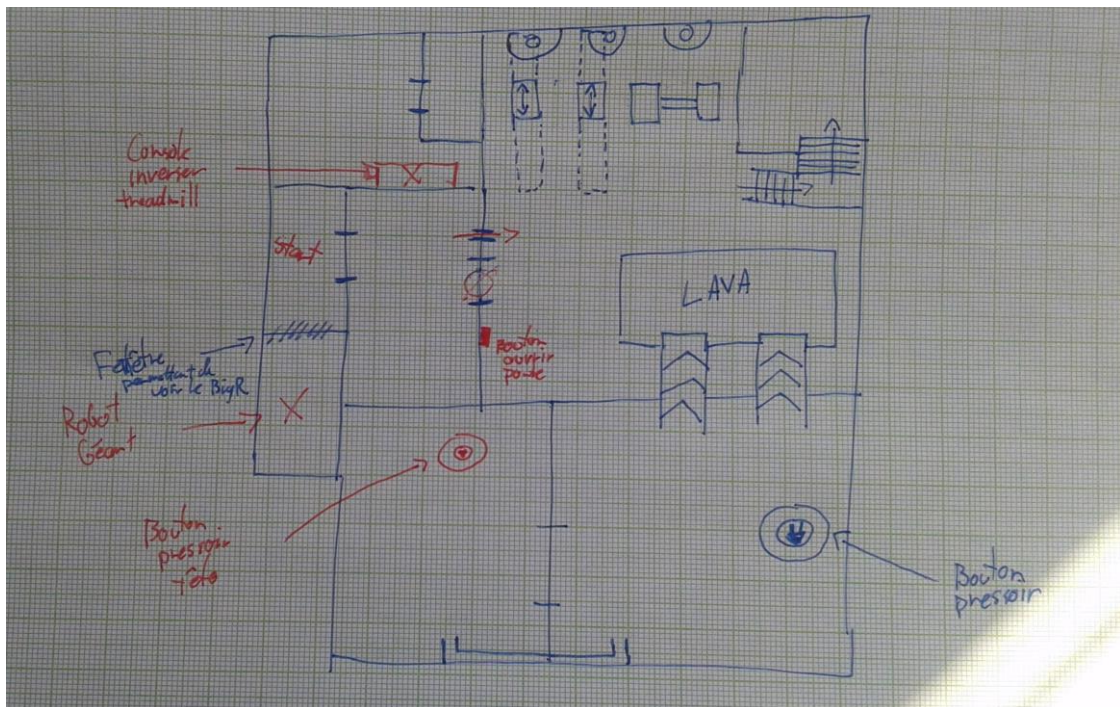 Console
inverser
treadmill
start
LAVA
Bouton
ouvrir
porte
Fenêtre
permettant de
voir le BigR
Robot
Géant
Bouton
pressoir
tête
Bouton
pressoir